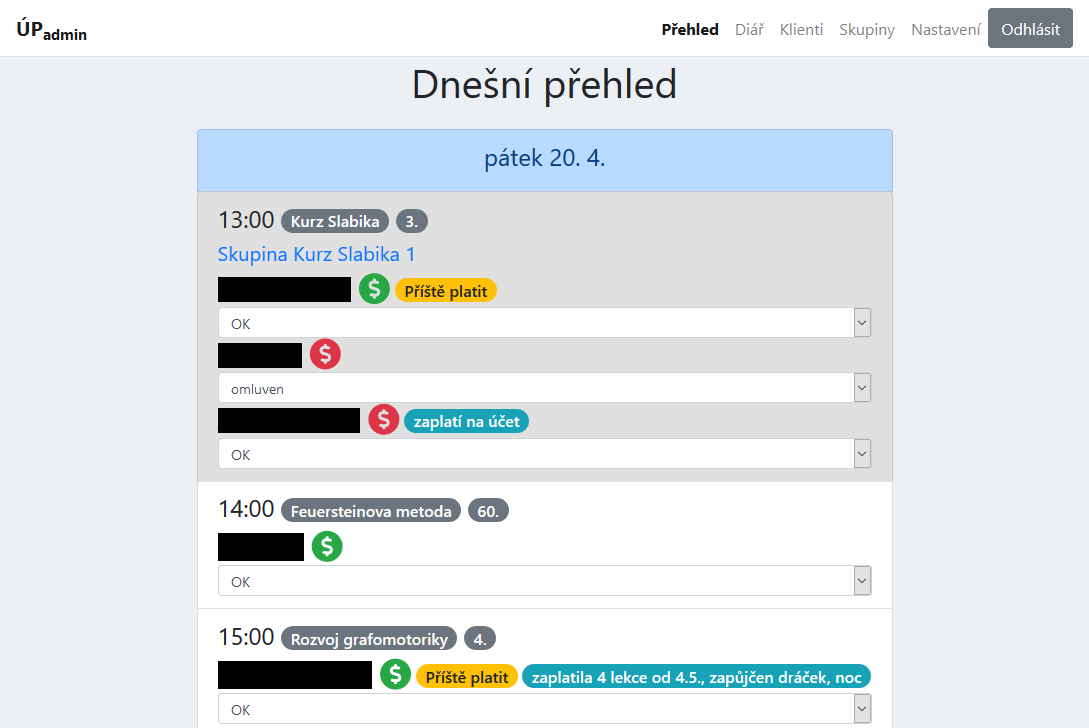 ÚPadmin Přehled Diář Klienti Skupiny Nastavení Odhlásit
Dnešní přehled
pátek 20. 4.
13:00 Kurz Slabika 3.
Skupina Kurz Slabika 1
$ Příště platit
OK
$
omluven
$ zaplatí na účet
OK
14:00 Feuersteinova metoda 60.
$
OK
15:00 Rozvoj grafomotoriky 4.
$ Příště platit zaplatila 4 lekce od 4.5., zapůjčen dráček, noc
OK